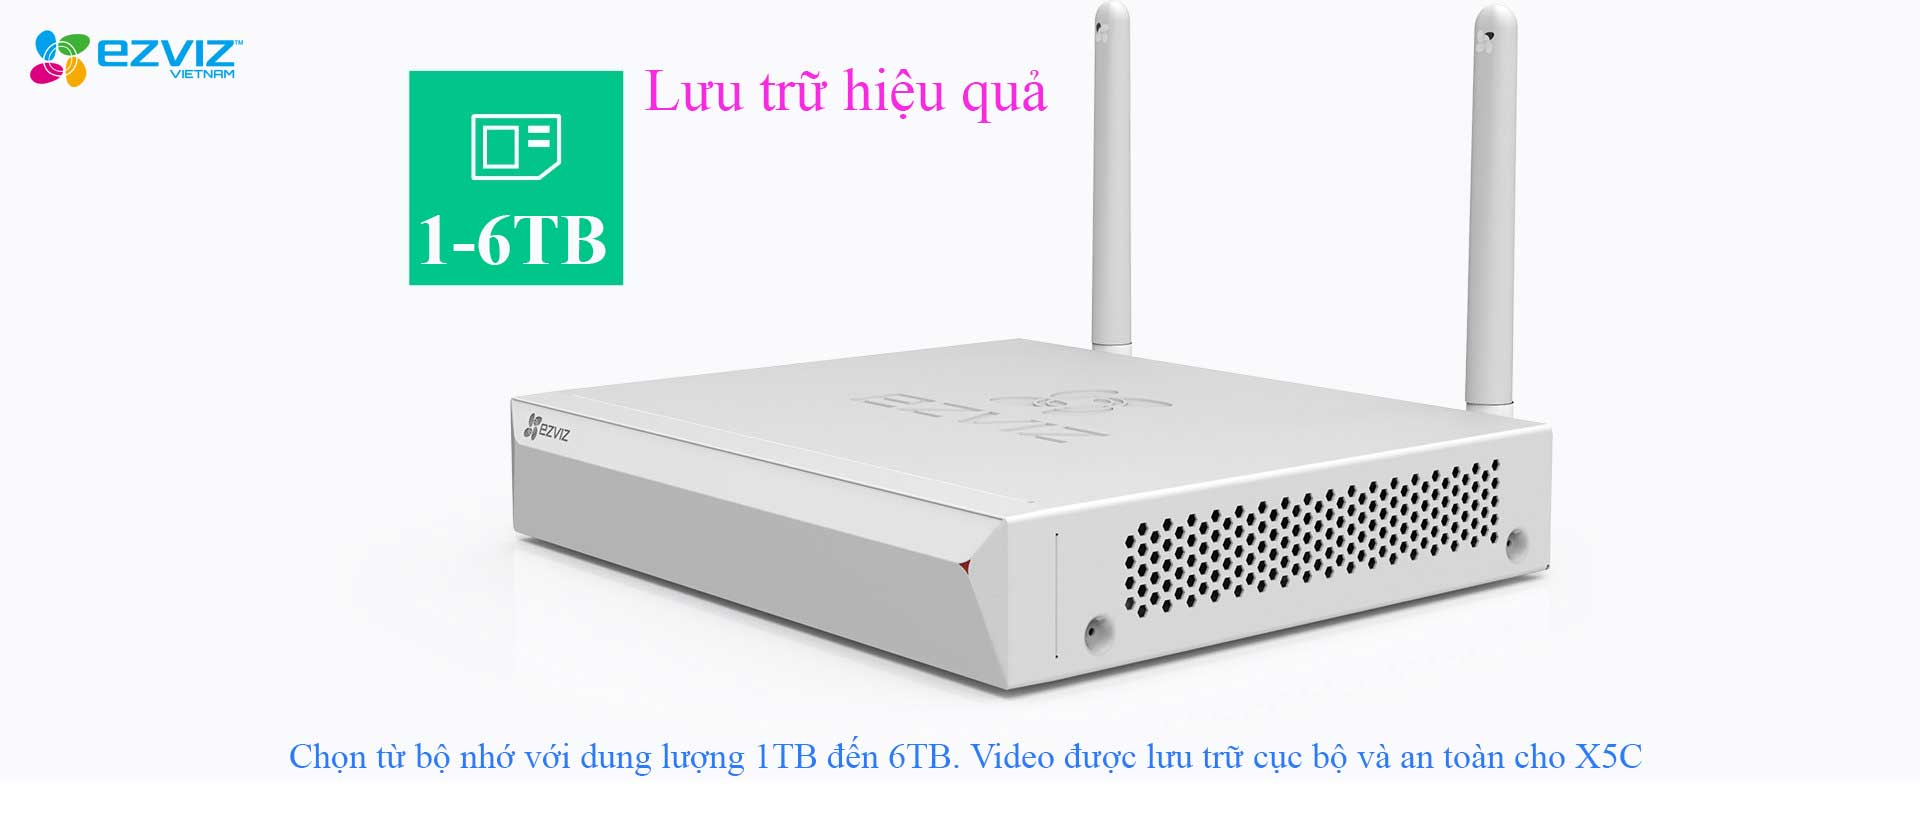 ezviz™
VIETNAM
Lưu trữ hiệu quả
1-6TB
ezviz
ezviz
Chọn từ bộ nhớ với dung lượng 1TB đến 6TB. Video được lưu trữ cục bộ và an toàn cho X5C